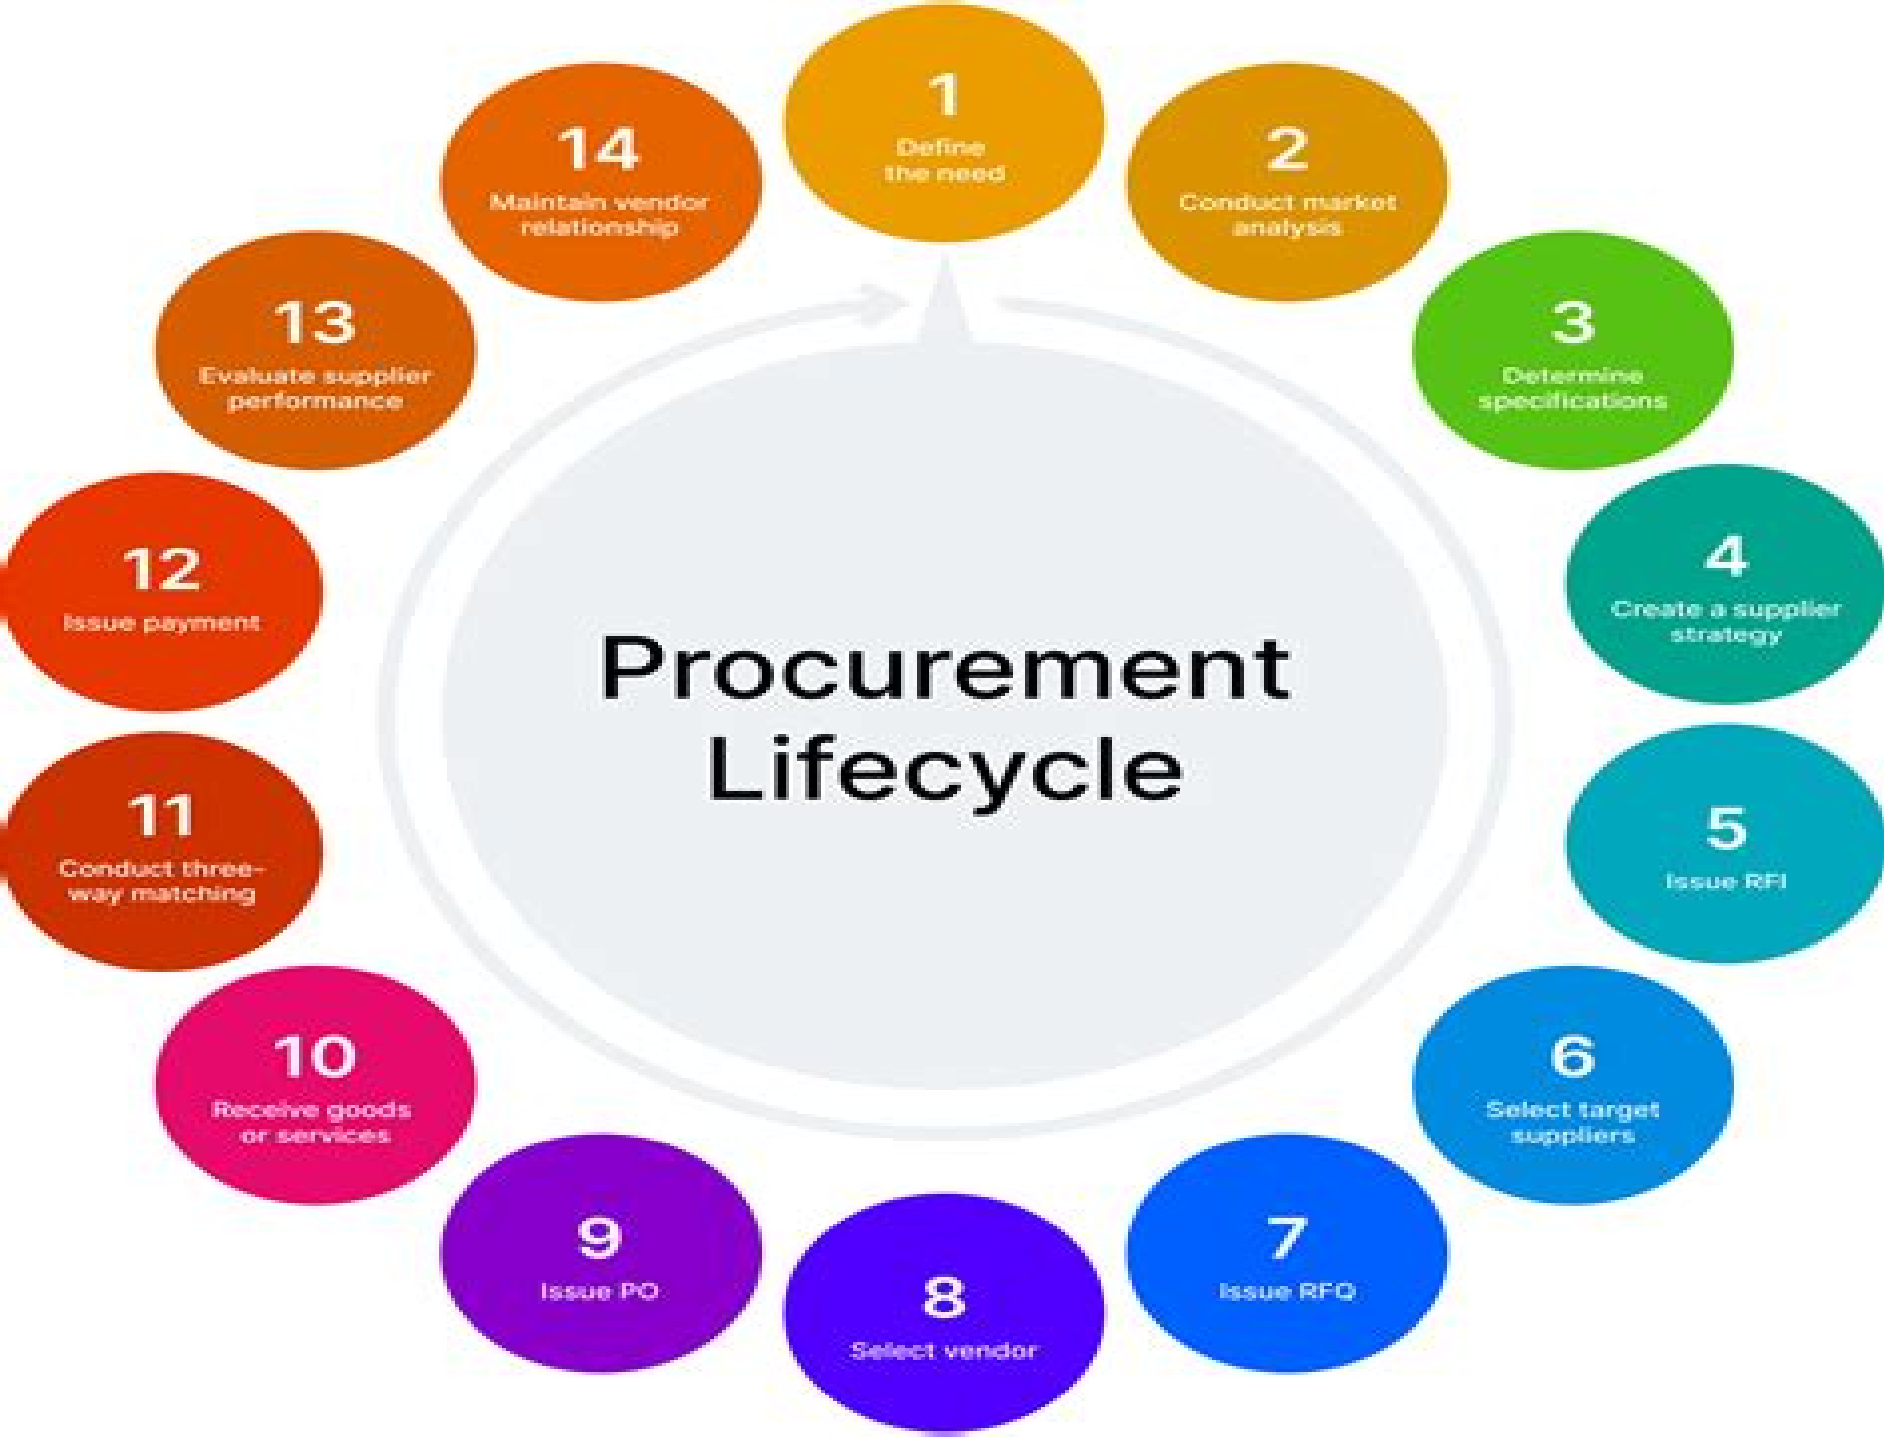 1
Define
the need
2
Conduct market
analysis
3
Determine
specifications
4
Create a supplier
strategy
5
Issue RFI
6
Select target
suppliers
7
Issue RFQ
8
Select vendor
9
Issue PO
10
Receive goods
or services
11
Conduct three-
way matching
12
Issue payment
13
Evaluate supplier
performance
14
Maintain vendor
relationship
Procurement
Lifecycle